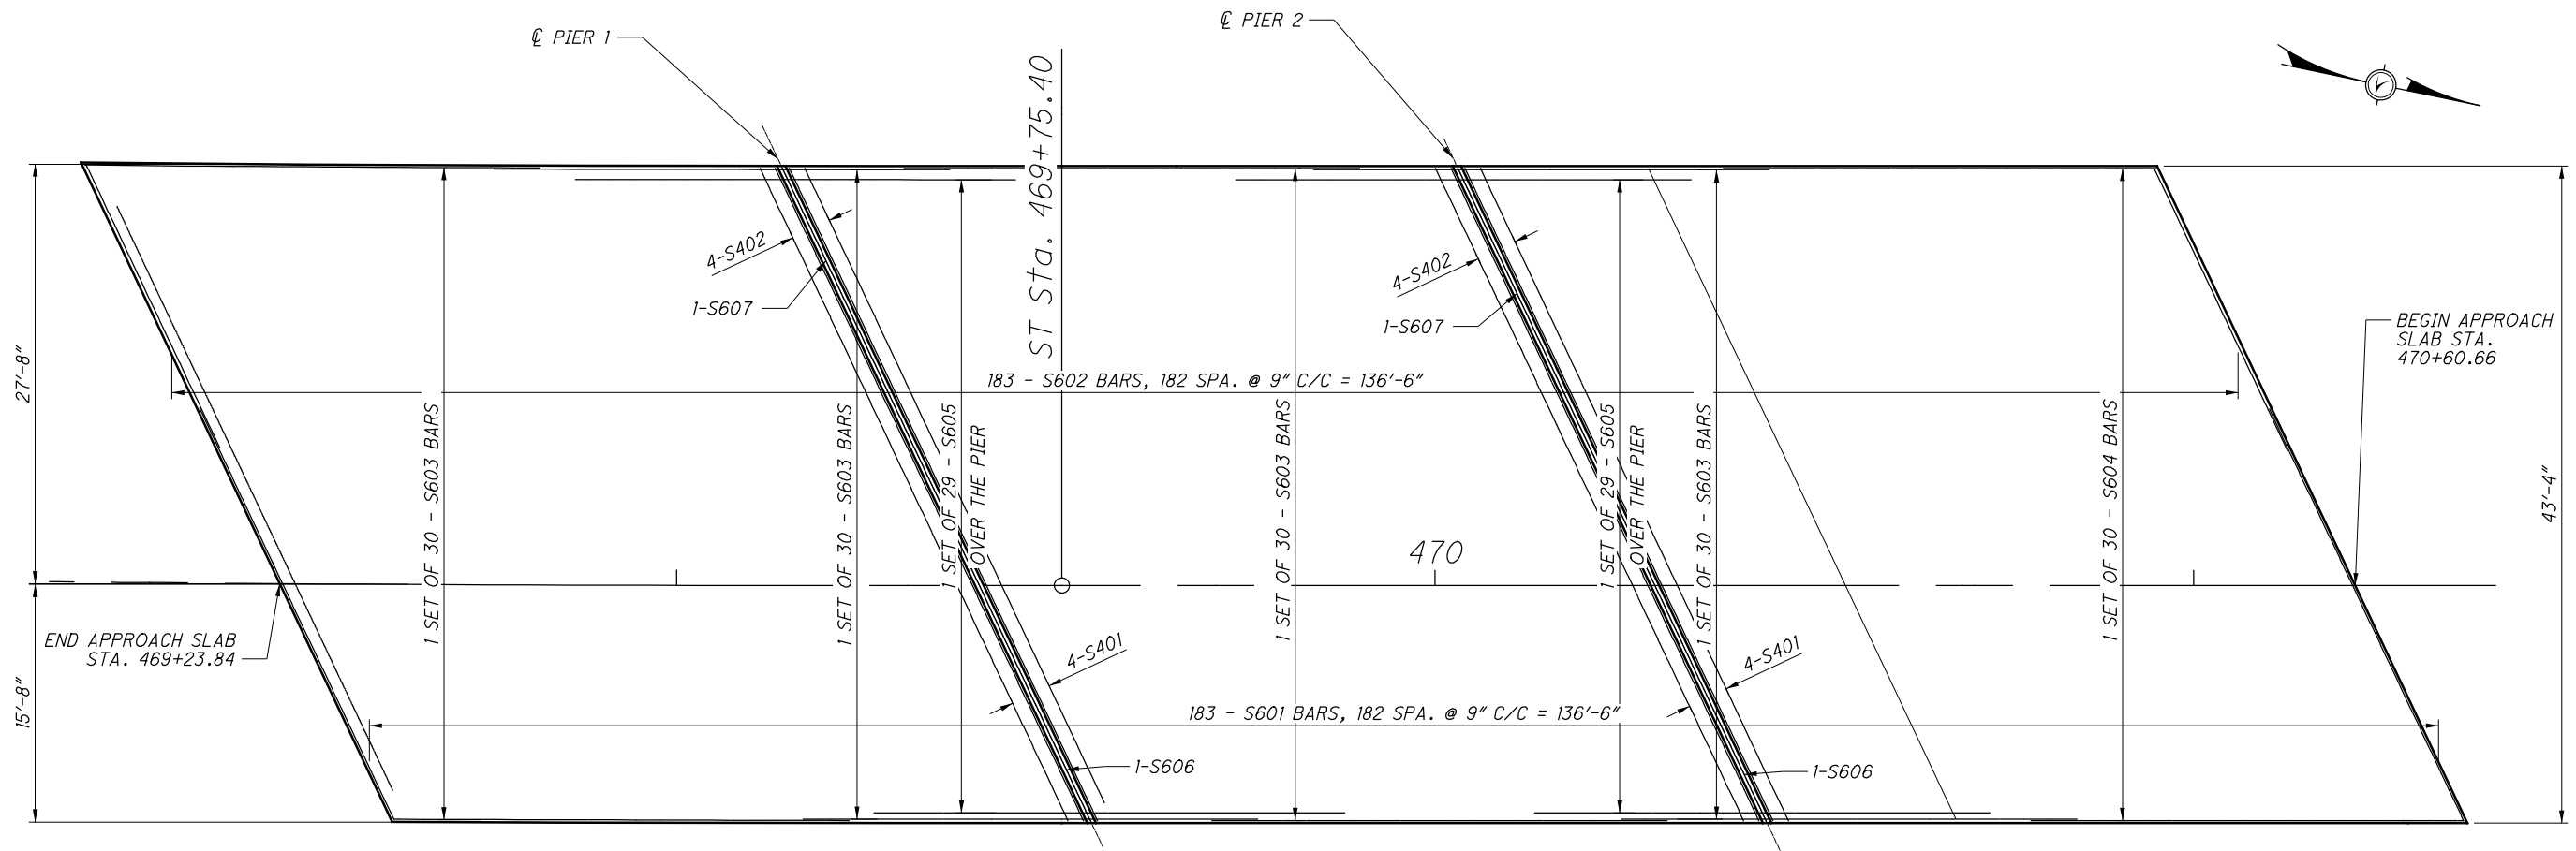 ℄ PIER 1
℄ PIER 2
ST Sta. 469+75.40
4-S402
1-S607
4-S402
1-S607
BEGIN APPROACH
SLAB STA.
470+60.66
27'-8"
183 - S602 BARS, 182 SPA. @ 9" C/C = 136'-6"
1 SET OF 30 - S603 BARS
1 SET OF 30 - S603 BARS
1 SET OF 29 - S605
OVER THE PIER
1 SET OF 30 - S603 BARS
1 SET OF 29 - S605
OVER THE PIER
1 SET OF 30 - S603 BARS
1 SET OF 30 - S604 BARS
43'-4"
470
END APPROACH SLAB
STA. 469+23.84
15'-8"
4-S401
4-S401
183 - S601 BARS, 182 SPA. @ 9" C/C = 136'-6"
1-S606
1-S606